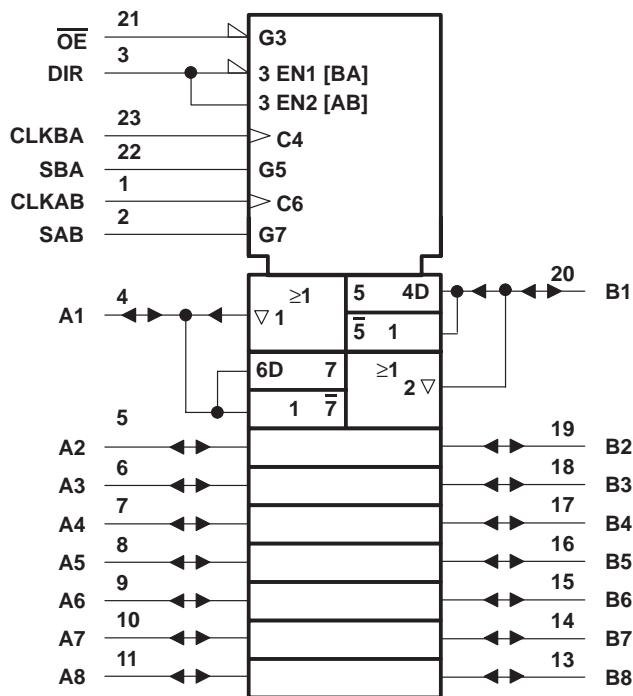 21
OE G3
3
DIR 3 EN1 [BA]
3 EN2 [AB]
23
CLKBA C4
22
SBA G5
1
CLKAB C6
2
SAB G7
4 ≥1 5 4D 20
A1 ▽ 1 5 1 B1
6D 7 ≥1
1 7 2 ▽
5 19
A2 B2
6 18
A3 B3
7 17
A4 B4
8 16
A5 B5
9 15
A6 B6
10 14
A7 B7
11 13
A8 B8